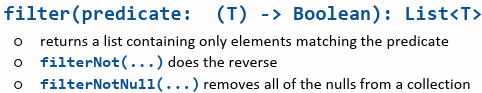 filter(predicate: (T) -> Boolean): List<T>
o returns a list containing only elements matching the predicate
o filterNot(...) does the reverse
o filterNotNull(...) removes all of the nulls from a collection